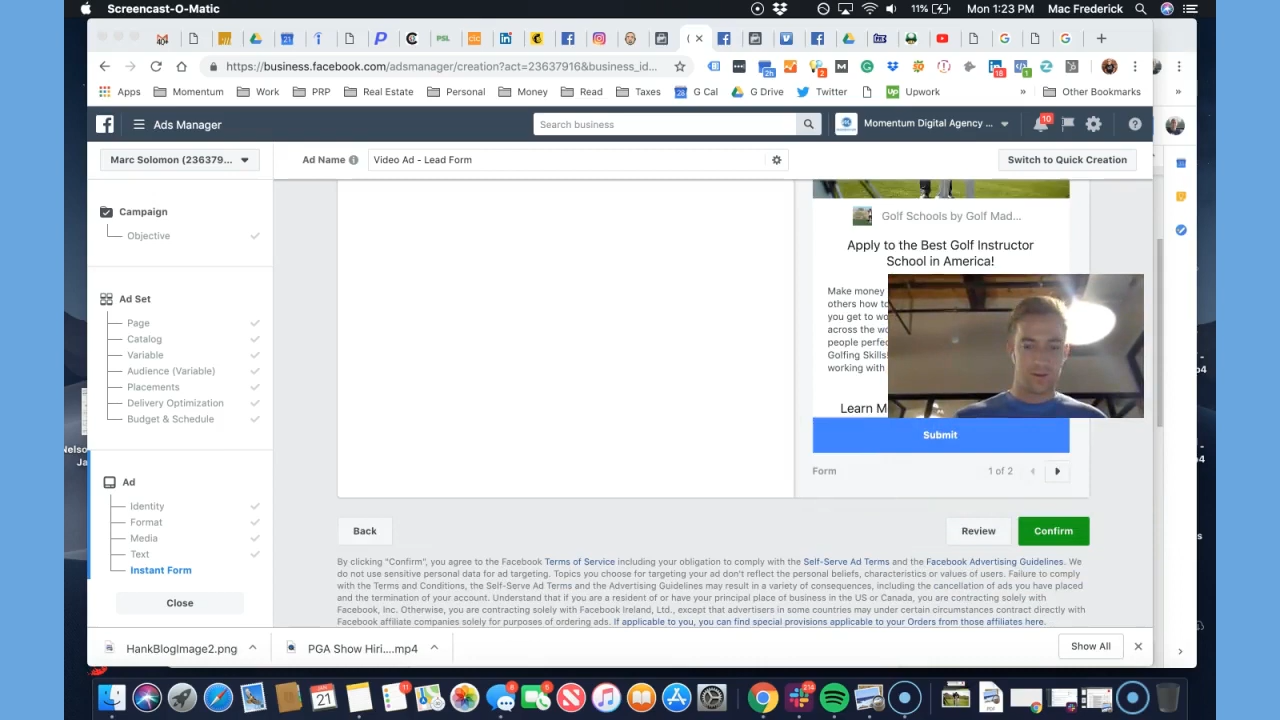 Screencast-O-Matic
11%
Mon 1:23 PM
Mac Frederick
https://business.facebook.com/adsmanager/creation?act=23637916&business_id...
Apps
Momentum
Work
PRP
Real Estate
Personal
Money
Read
Taxes
G Cal
G Drive
Twitter
Upwork
»
Other Bookmarks
»
Ads Manager
Search business
Momentum Digital Agency ...
10
Marc Solomon (236379...
Ad Name
Video Ad - Lead Form
Switch to Quick Creation
Campaign
Objective
Ad Set
Page
Catalog
Variable
Audience (Variable)
Placements
Delivery Optimization
Budget & Schedule
Ad
Identity
Format
Media
Text
Instant Form
Close
Golf Schools by Golf Mad...
Apply to the Best Golf Instructor
School in America!
Make money
others how to
you get to wo
across the wo
people perfec
Golfing Skills!
working with
Learn M
Submit
Form
1 of 2
Back
Review
Confirm
By clicking "Confirm", you agree to the Facebook Terms of Service including your obligation to comply with the Self-Serve Ad Terms and the Facebook Advertising Guidelines. We
do not use sensitive personal data for ad targeting. Topics you choose for targeting your ad don't reflect the personal beliefs, characteristics or values of users. Failure to
comply with the Terms and Conditions, the Self-Serve Ad Terms and the Advertising Guidelines may result in a variety of consequences, including the cancellation of ads you have placed
and the termination of your account. Understand that if you are a resident of or have your principal place of business in the US or Canada, you are contracting solely with
Facebook, Inc. Otherwise, you are contracting solely with Facebook Ireland, Ltd., except that advertisers in some countries may under certain circumstances contract directly with
Facebook affiliate companies solely for purposes of ordering ads. If applicable to you, you can find special provisions applicable to your Orders from those affiliates here.
Nelso
Ja
HankBlogImage2.png
PGA Show Hiri....mp4
Show All